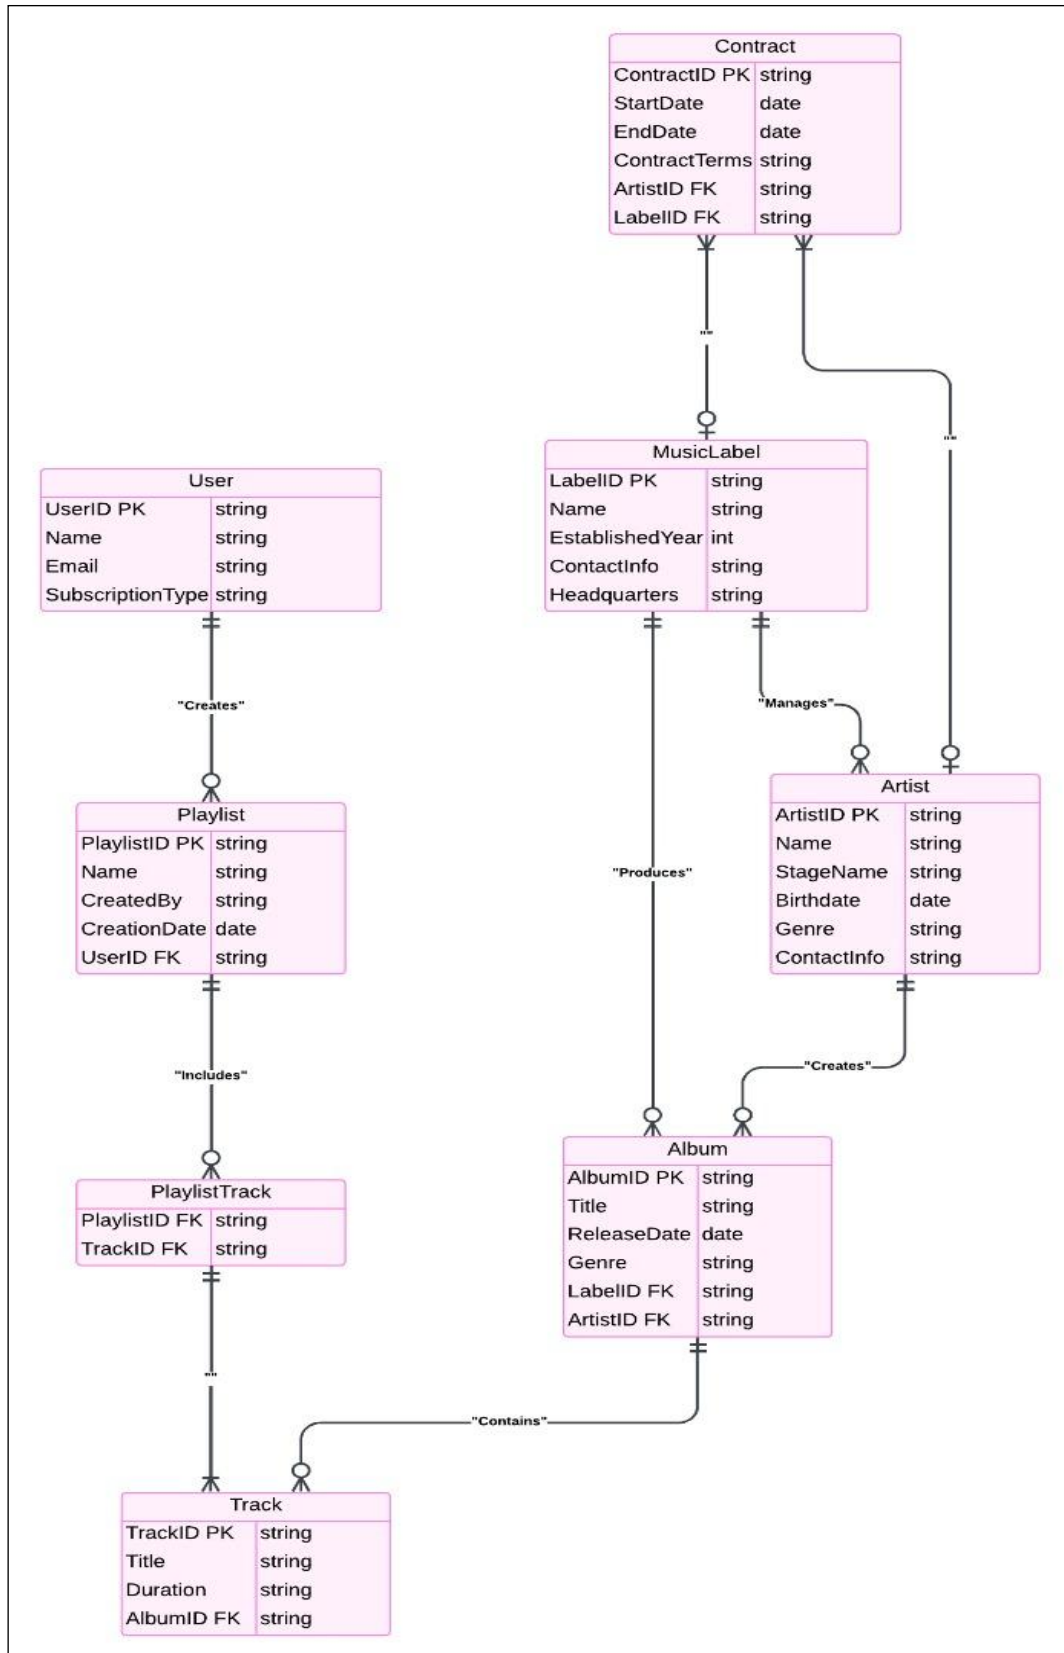 Contract
ContractID PK string
StartDate date
EndDate date
ContractTerms string
ArtistID FK string
LabelID FK string
""
""
MusicLabel
LabelID PK string
Name string
EstablishedYear int
ContactInfo string
Headquarters string
User
UserID PK string
Name string
Email string
SubscriptionType string
"Creates"
"Manages"
Playlist
PlaylistID PK string
Name string
CreatedBy string
CreationDate date
UserID FK string
"Produces"
Artist
ArtistID PK string
Name string
StageName string
Birthdate date
Genre string
ContactInfo string
"Includes"
"Creates"
PlaylistTrack
PlaylistID FK string
TrackID FK string
Album
AlbumID PK string
Title string
ReleaseDate date
Genre string
LabelID FK string
ArtistID FK string
""
"Contains"
Track
TrackID PK string
Title string
Duration string
AlbumID FK string